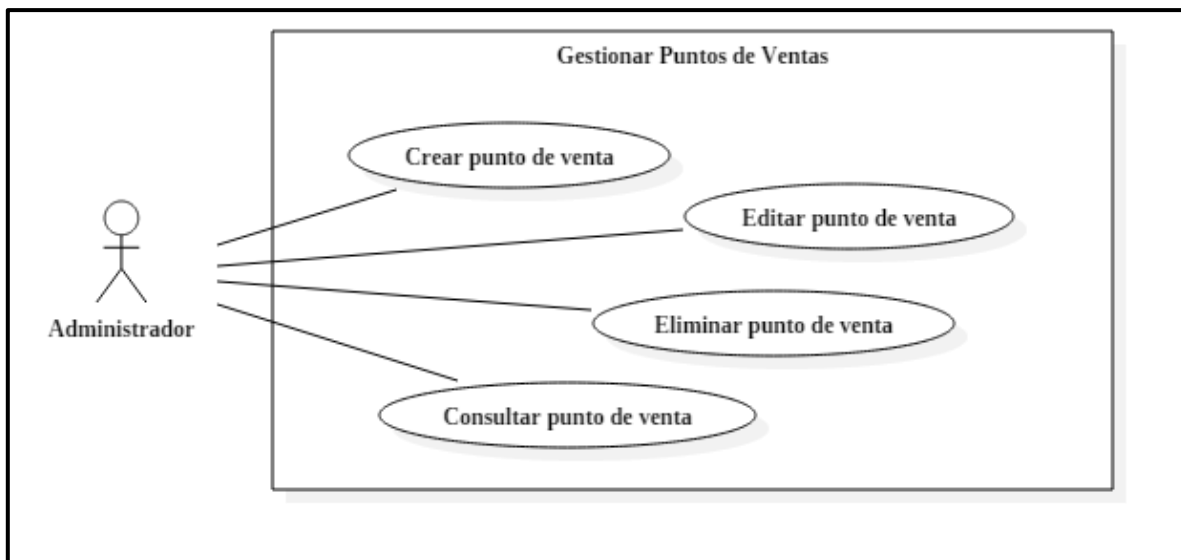 Gestionar Puntos de Ventas
Crear punto de venta
Editar punto de venta
Eliminar punto de venta
Administrador
Consultar punto de venta